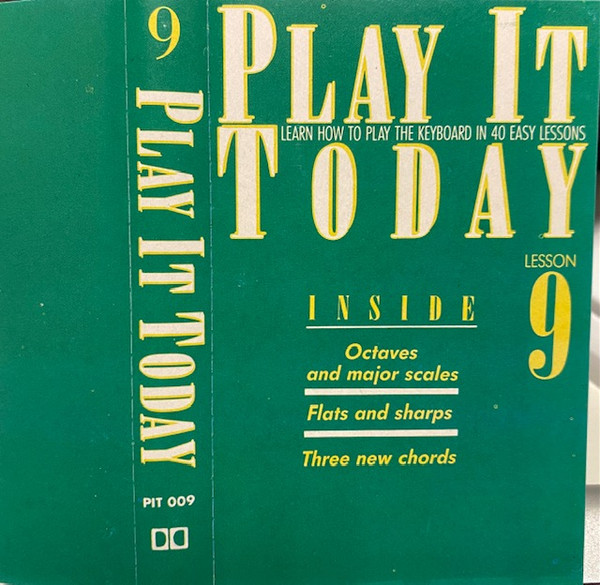 9
PLAY IT TODAY
PIT 009
PLAY IT
LEARN HOW TO PLAY THE KEYBOARD IN 40 EASY LESSONS
TODAY
LESSON
9
INSIDE
Octaves
and major scales
Flats and sharps
Three new chords